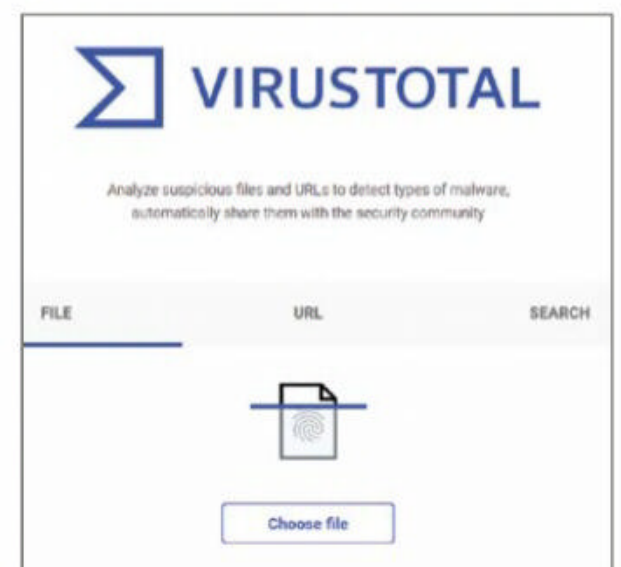 VIRUSTOTAL
Analyze suspicious files and URLs to detect types of malware,
automatically share them with the security community
FILE
URL
SEARCH
Choose file